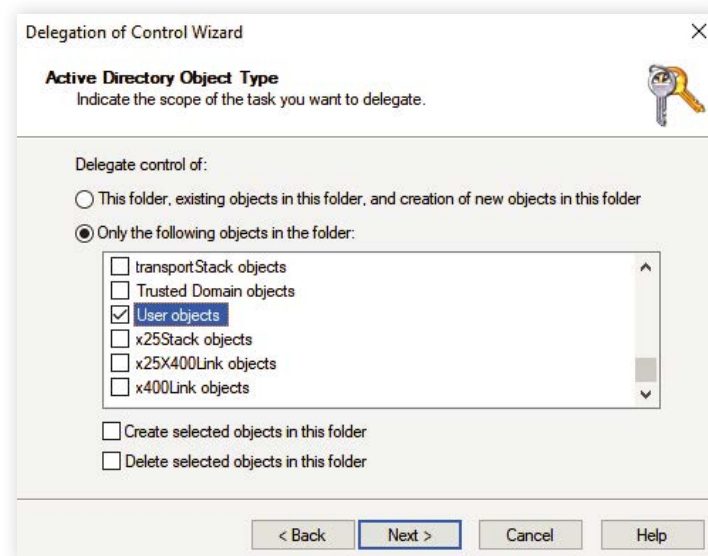 Delegation of Control Wizard
Active Directory Object Type
Indicate the scope of the task you want to delegate.
Delegate control of:
This folder, existing objects in this folder, and creation of new objects in this folder
Only the following objects in the folder:
transportStack objects
Trusted Domain objects
User objects
x25Stack objects
x25X400Link objects
x400Link objects
Create selected objects in this folder
Delete selected objects in this folder
< Back Next > Cancel Help